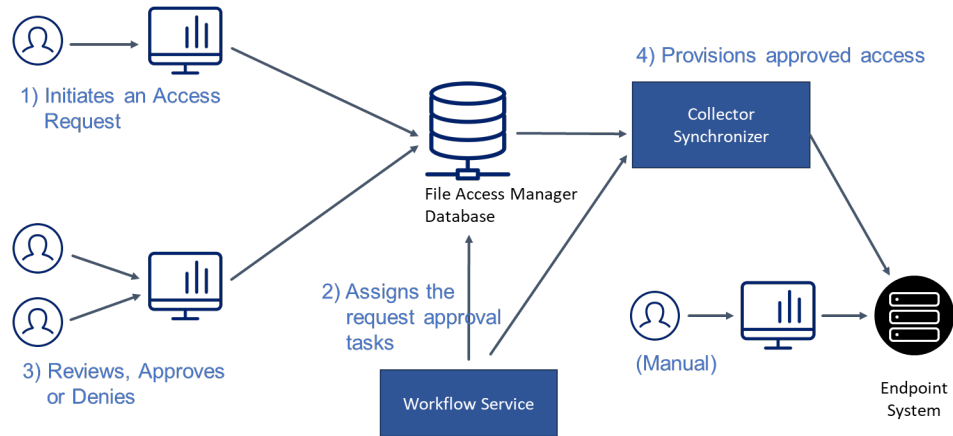 1) Initiates an Access
Request
4) Provisions approved access
Collector
Synchronizer
File Access Manager
Database
2) Assigns the
request approval
tasks
3) Reviews, Approves
or Denies
Workflow Service
(Manual)
Endpoint
System